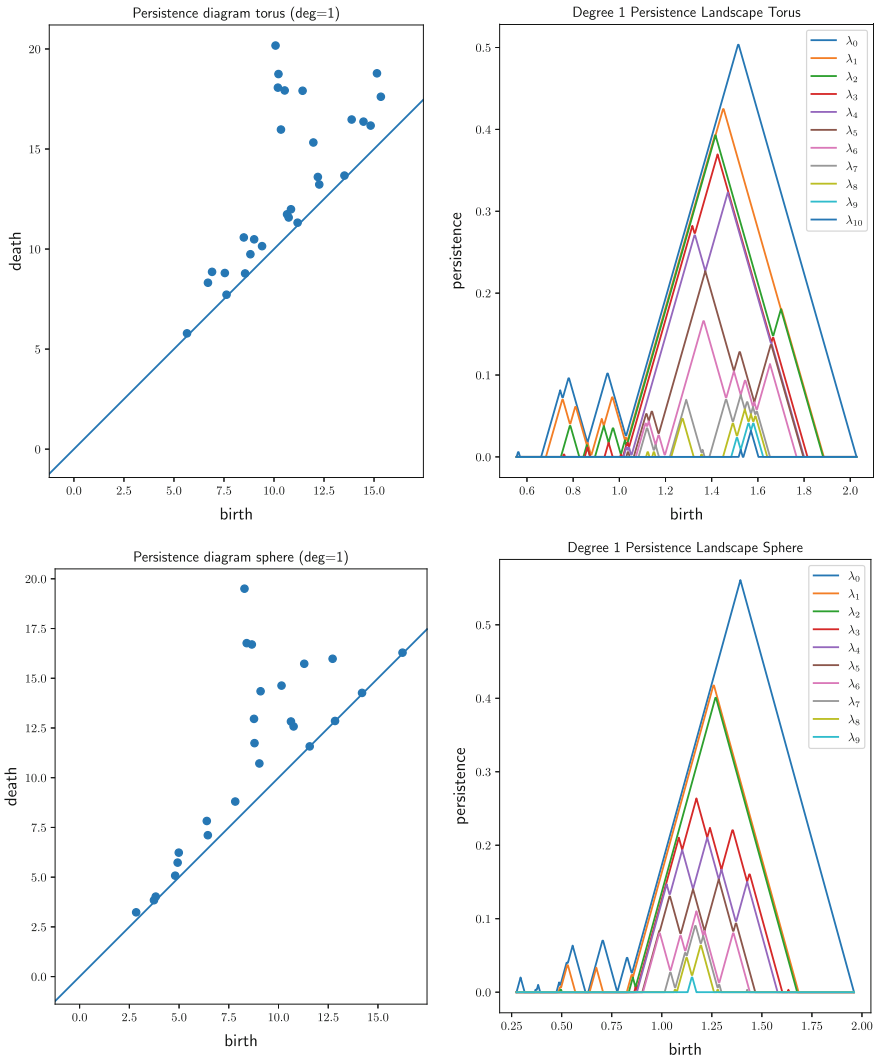 Persistence diagram torus (deg=1)
death
20
15
10
5
0
0.0 2.5 5.0 7.5 10.0 12.5 15.0
birth
Degree 1 Persistence Landscape Torus
persistence
0.5
0.4
0.3
0.2
0.1
0.0
0.6 0.8 1.0 1.2 1.4 1.6 1.8 2.0
birth
λ0
λ1
λ2
λ3
λ4
λ5
λ6
λ7
λ8
λ9
λ10
Persistence diagram sphere (deg=1)
death
20.0
17.5
15.0
12.5
10.0
7.5
5.0
2.5
0.0
0.0 2.5 5.0 7.5 10.0 12.5 15.0
birth
Degree 1 Persistence Landscape Sphere
persistence
0.5
0.4
0.3
0.2
0.1
0.0
0.25 0.50 0.75 1.00 1.25 1.50 1.75 2.00
birth
λ0
λ1
λ2
λ3
λ4
λ5
λ6
λ7
λ8
λ9